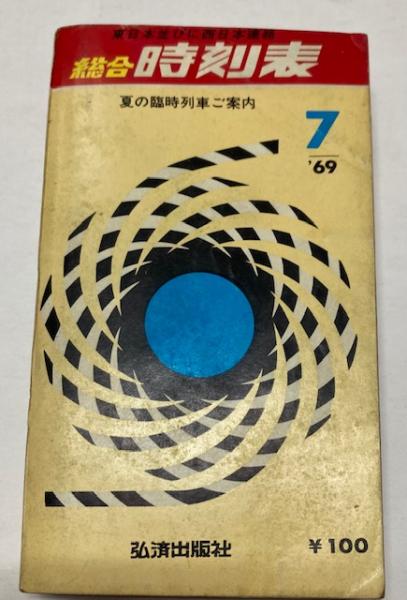 東日本並びに西日本連絡
総合 時刻表
夏の臨時列車ご案内
7
'69
弘済出版社
¥100